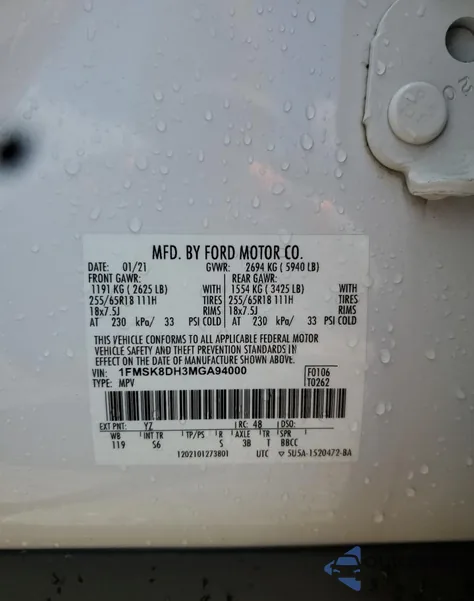 MFD. BY FORD MOTOR CO.
DATE: 01/21 GVWR: 2694 KG ( 5940 LB)
FRONT GAWR: REAR GAWR:
1191 KG ( 2625 LB) WITH 1554 KG ( 3425 LB) WITH
255/65R18 111H TIRES 255/65R18 111H TIRES
18x7.5J RIMS 18x7.5J RIMS
AT 230 kPa/ 33 PSI COLD AT 230 kPa/ 33 PSI COLD
THIS VEHICLE CONFORMS TO ALL APPLICABLE FEDERAL MOTOR
VEHICLE SAFETY AND THEFT PREVENTION STANDARDS IN
EFFECT ON THE DATE OF MANUFACTURE SHOWN ABOVE.
VIN: 1FMSK8DH3MGA94000 F0106
TYPE: MPV T0262
EXT PNT: YZ RC: 48 DSO:
WB INT TR TP/PS R AXLE TR SPR
119 S6 S 3B T BBCC
1202101273801 UTC 5U5A-1520472-BA